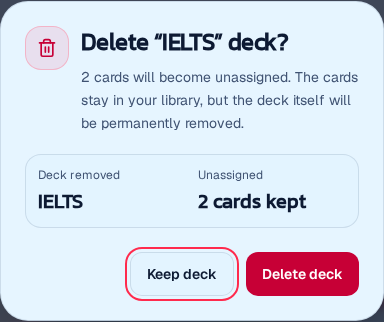 Delete “IELTS” deck?
2 cards will become unassigned. The cards
stay in your library, but the deck itself will
be permanently removed.
Deck removed
IELTS
Unassigned
2 cards kept
Keep deck
Delete deck